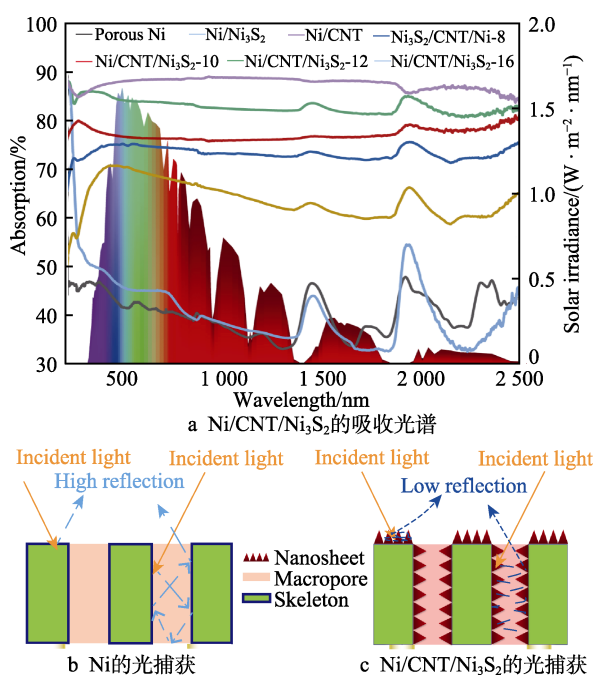 Porous Ni Ni/Ni₃S₂ Ni/CNT Ni₃S₂/CNT/Ni-8
Ni/CNT/Ni₃S₂-10 Ni/CNT/Ni₃S₂-12 Ni/CNT/Ni₃S₂-16
100
90
80
70
60
50
40
30
Absorption/%
2.0
1.5
1.0
0.5
0
Solar irradiance/(W · m⁻² · nm⁻¹)
500 1 000 1 500 2 000 2 500
Wavelength/nm
a Ni/CNT/Ni₃S₂的吸收光谱
Incident light
High reflection
Incident light
Nanosheet
Macropore
Skeleton
b Ni的光捕获
Incident light
Low reflection
Incident light
c Ni/CNT/Ni₃S₂的光捕获